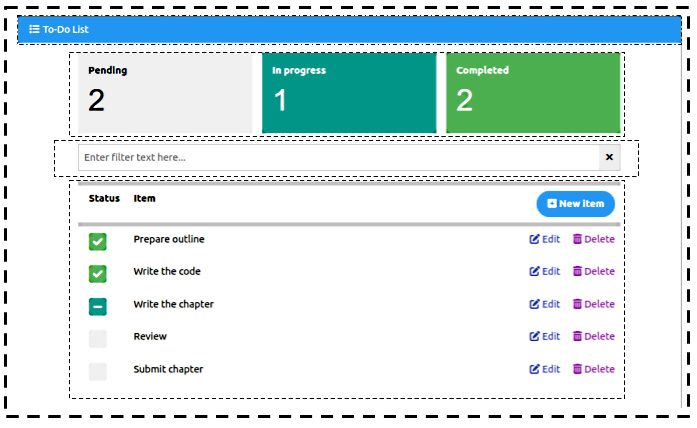 To-Do List
Pending In progress Completed
2 1 2
Enter filter text here...
Status Item New item
Prepare outline Edit Delete
Write the code Edit Delete
Write the chapter Edit Delete
Review Edit Delete
Submit chapter Edit Delete